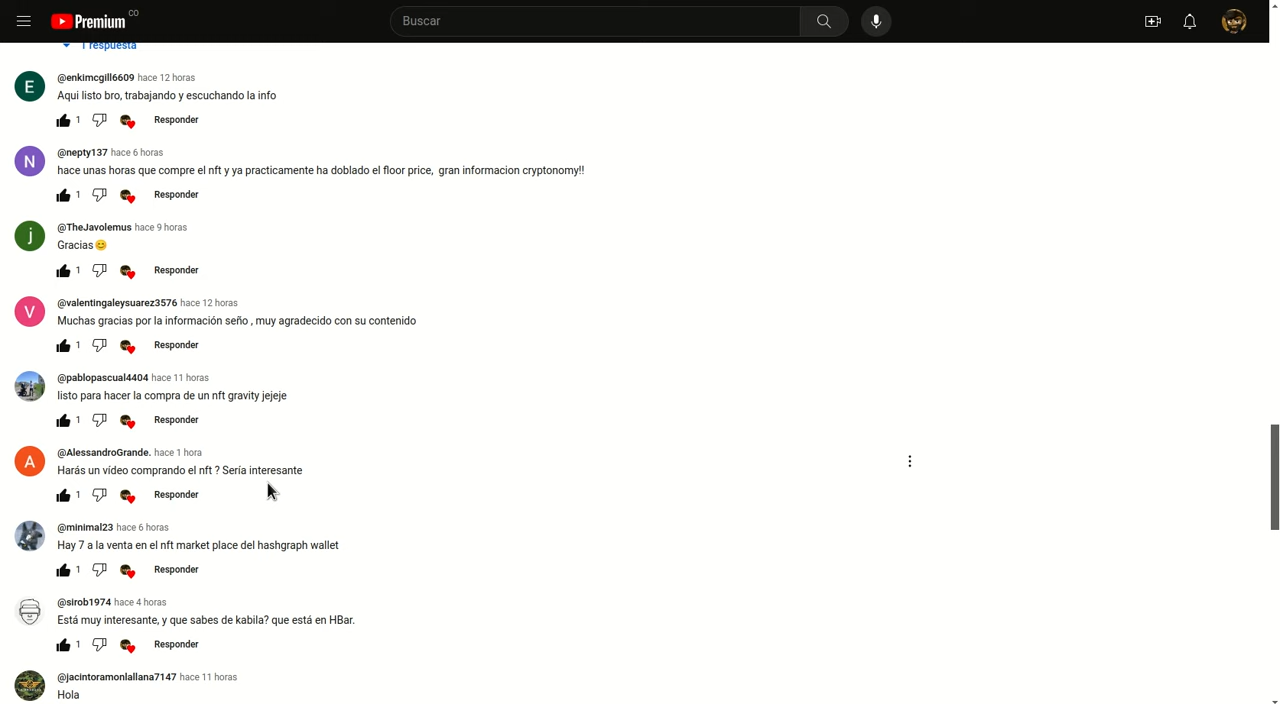 Premium CO
Buscar
1 respuesta
E
@enkimcgill6609 hace 12 horas
Aqui listo bro, trabajando y escuchando la info
1 Responder
N
@nepty137 hace 6 horas
hace unas horas que compre el nft y ya practicamente ha doblado el floor price, gran informacion cryptonomy!!
1 Responder
j
@TheJavolemus hace 9 horas
Gracias😊
1 Responder
V
@valentingaleysuarez3576 hace 12 horas
Muchas gracias por la información seño , muy agradecido con su contenido
1 Responder
@pablopascual4404 hace 11 horas
listo para hacer la compra de un nft gravity jejeje
1 Responder
A
@AlessandroGrande. hace 1 hora
Harás un vídeo comprando el nft ? Sería interesante
1 Responder
@minimal23 hace 6 horas
Hay 7 a la venta en el nft market place del hashgraph wallet
1 Responder
@sirob1974 hace 4 horas
Está muy interesante, y que sabes de kabila? que está en HBar.
1 Responder
@jacintoramonlallana7147 hace 11 horas
Hola